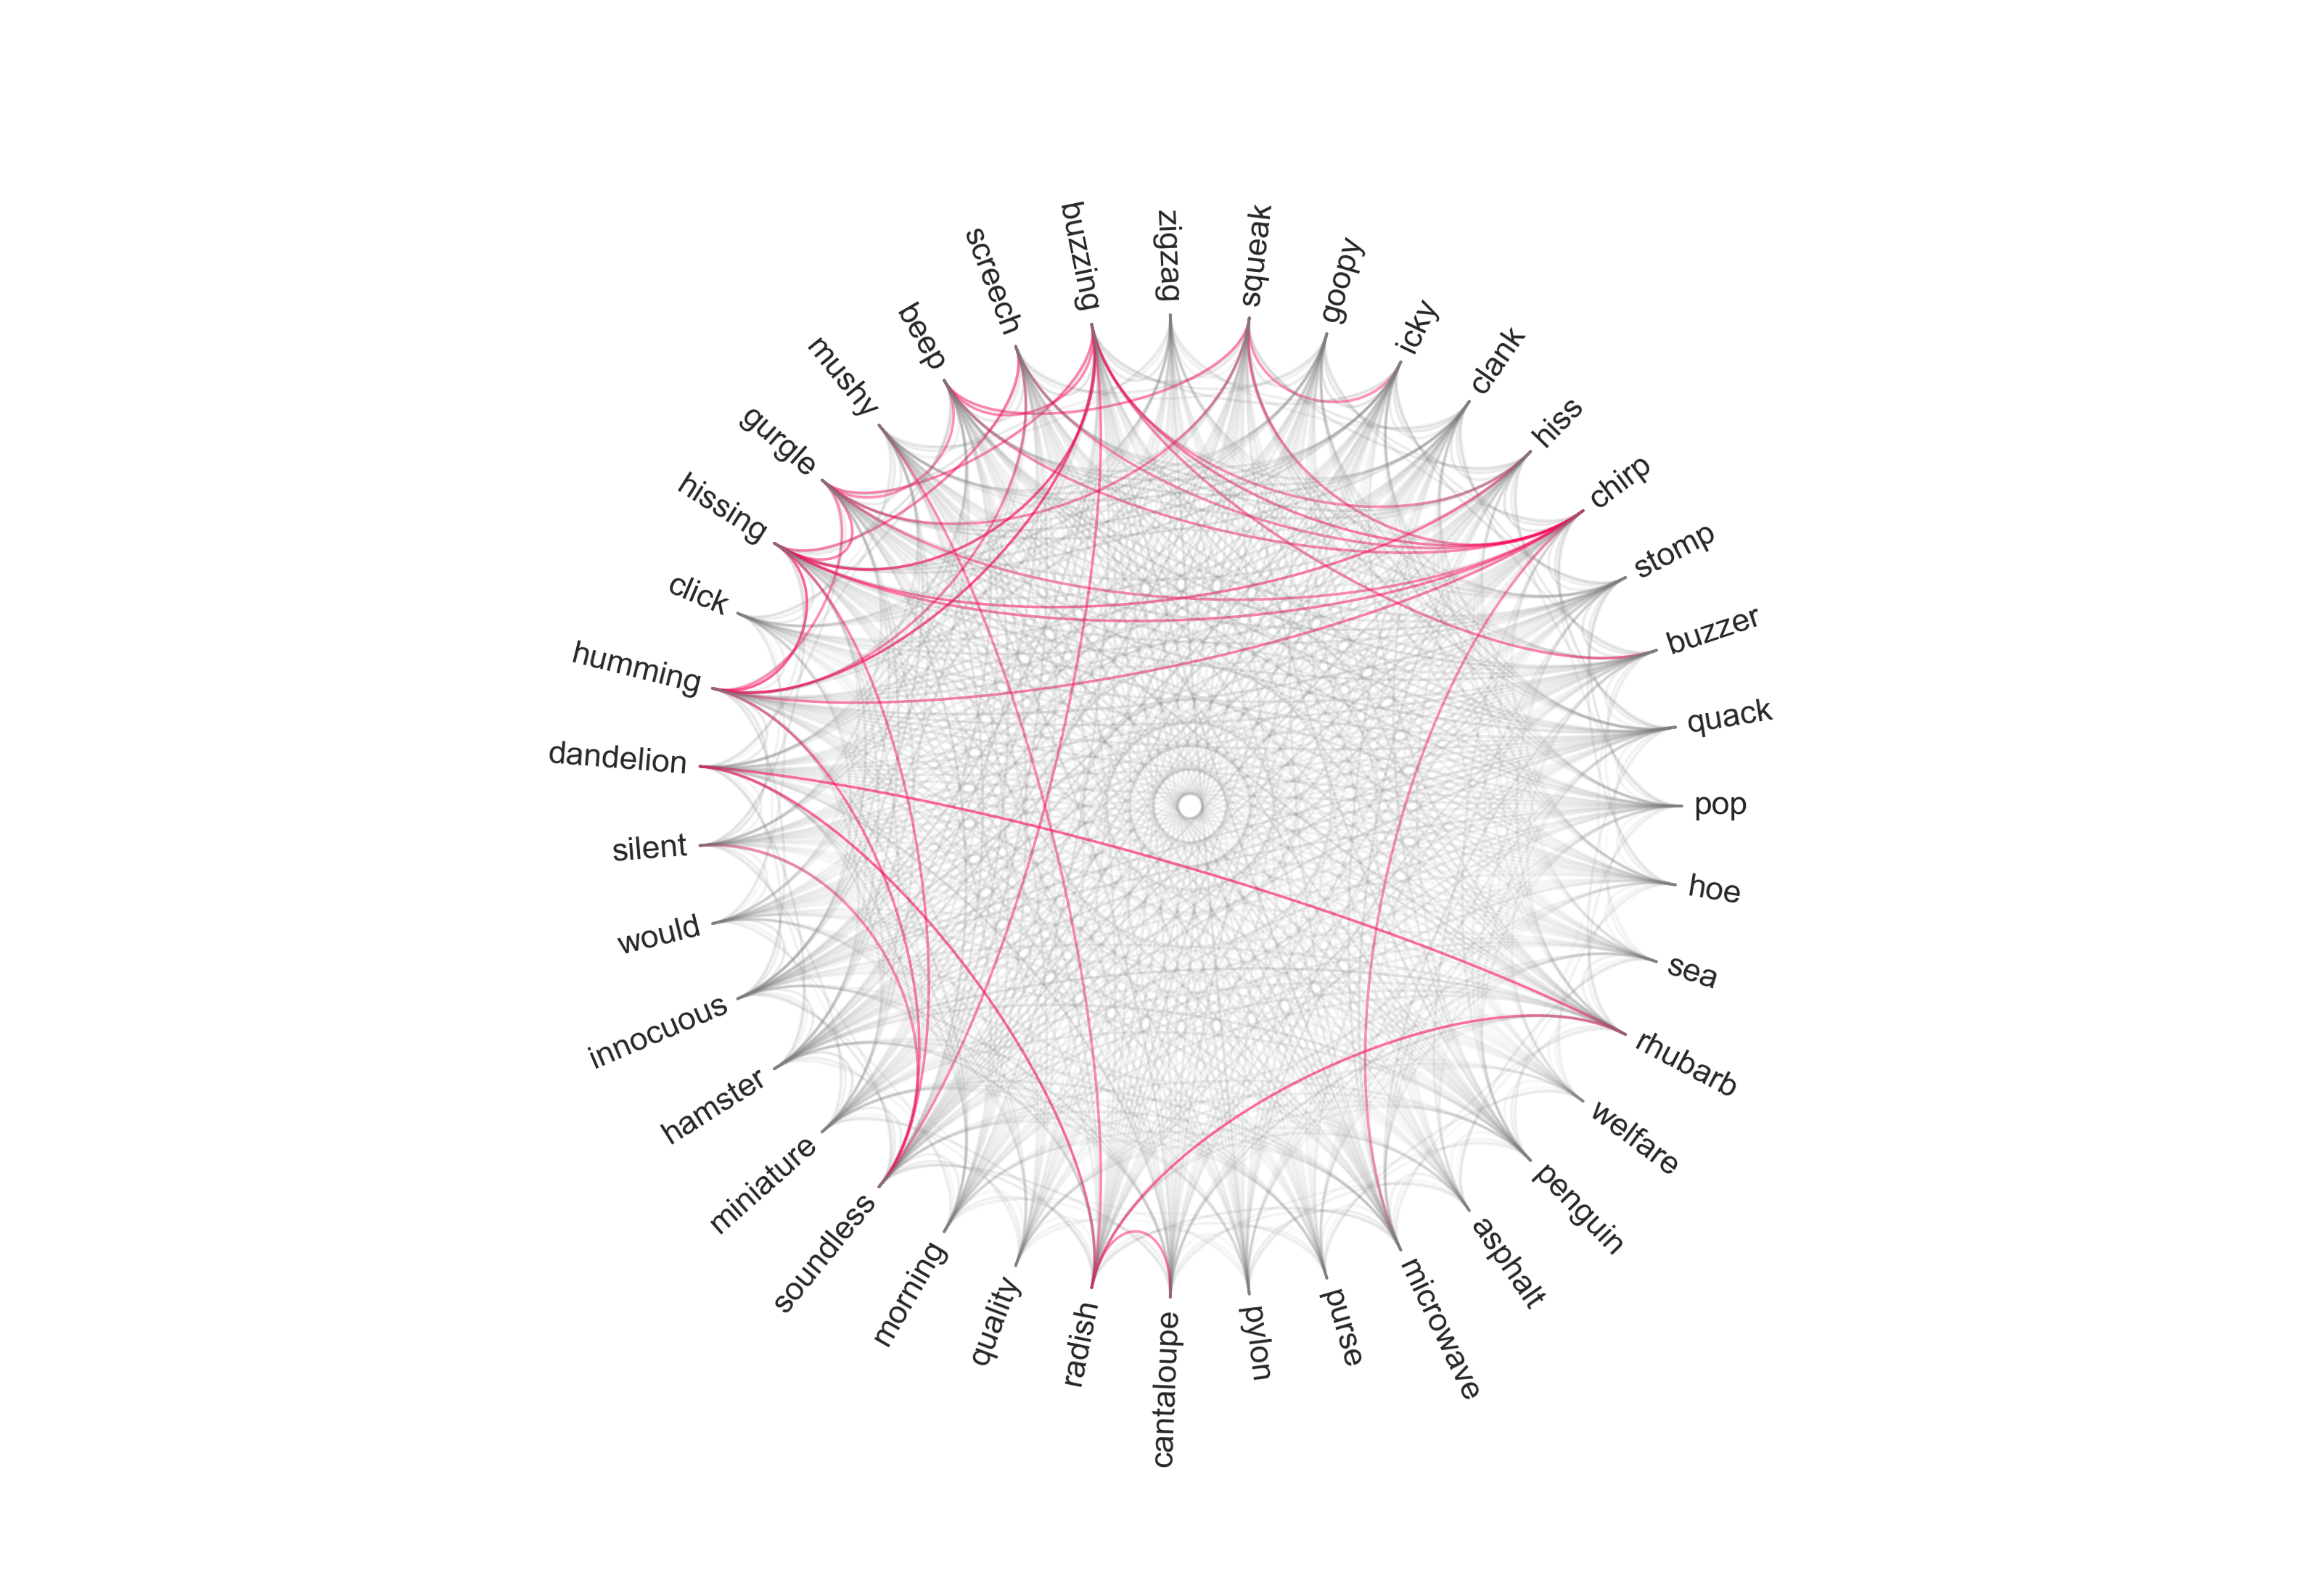 zigzag
squeak
goopy
icky
clank
hiss
chirp
stomp
buzzer
quack
pop
hoe
sea
rhubarb
welfare
penguin
asphalt
microwave
purse
pylon
cantaloupe
radish
quality
morning
soundless
miniature
hamster
innocuous
would
silent
dandelion
humming
click
hissing
gurgle
mushy
beep
screech
buzzing